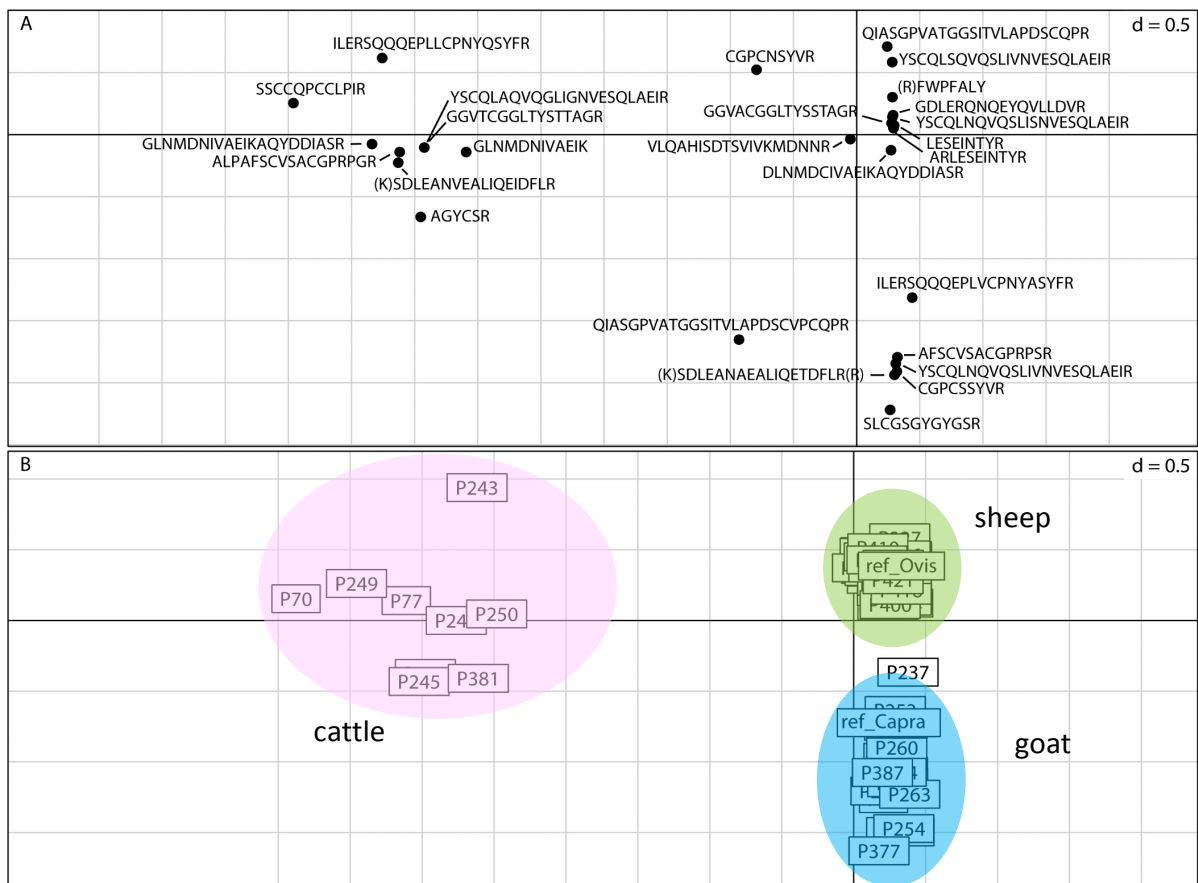 A
d = 0.5
QIASGPVATGGSITVLAPDSCQPR
ILERSQQQEPLLCPNYQSYFR
CGPCNSYVR
YSCQLSQVQSLIVNVESQLAEIR
SSCCQPCCLPIR
(R)FWPFALY
YSCQLAQVQGLIGNVESQLAEIR
GGVTCGGLTYSTTAGR
GGVACGGLTYSSTAGR
GDLERQNQEYQVLLDVR
YSCQLNQVQSLISNVESQLAEIR
GLNMDNIVAEIKAQYDDIASR
GLNMDNIVAEIK
VLQAHISDTSVIVKMDNNR
LESEINTYR
ALPAFSCVSACGPRPGR
ARLESEINTYR
DLNMDCIVAEIKAQYDDIASR
(K)SDLEANVEALIQEIDFLR
AGYCSR
ILERSQQQEPLVCPNYASYFR
QIASGPVATGGSITVLAPDSCVPCQPR
AFSCVSACGPRPSR
(K)SDLEANAEALIQETDFLR(R)
YSCQLNQVQSLIVNVESQLAEIR
CGPCSSYVR
SLCGSGYGYGSR
B
d = 0.5
P243
sheep
ref_Ovis
P249
P70
P77
P250
P400
P237
P245
P381
cattle
ref_Capra
goat
P260
P387
P263
P254
P377